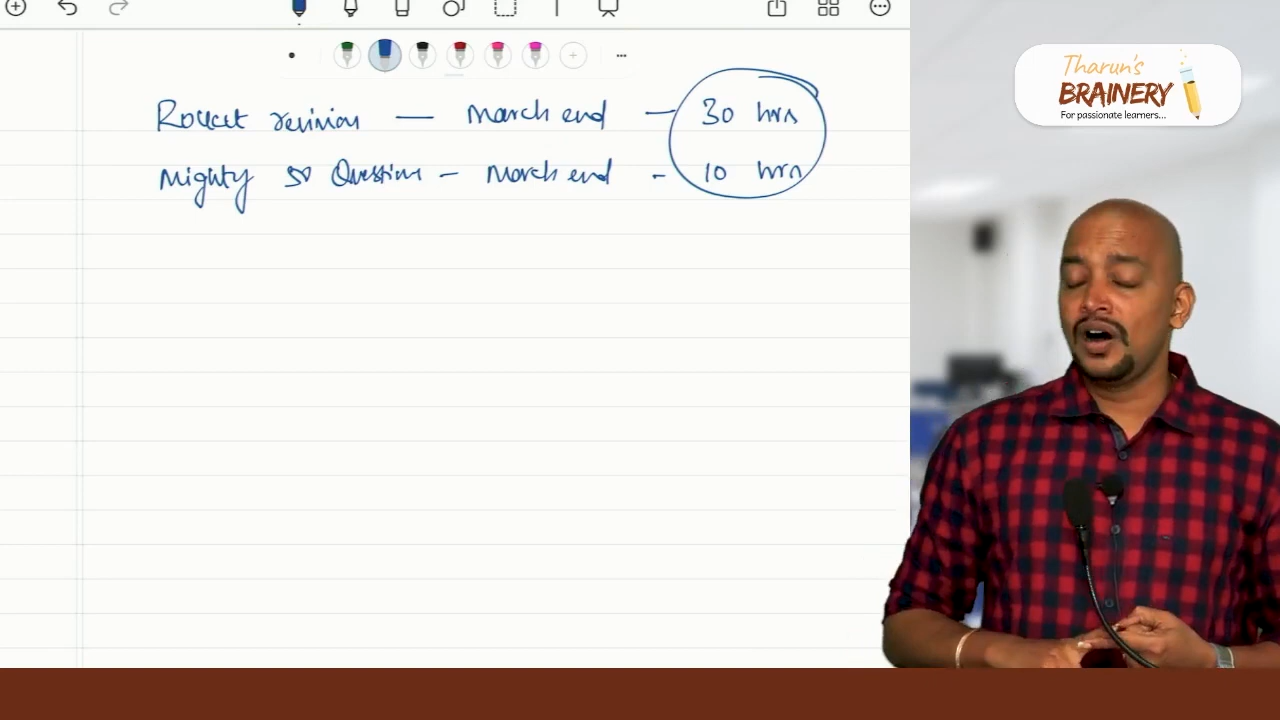 Tharun's
BRAINERY
For passionate learners...
Rocket revision — March end — 30 hrs
Mighty 50 Question - March end - 10 hrs